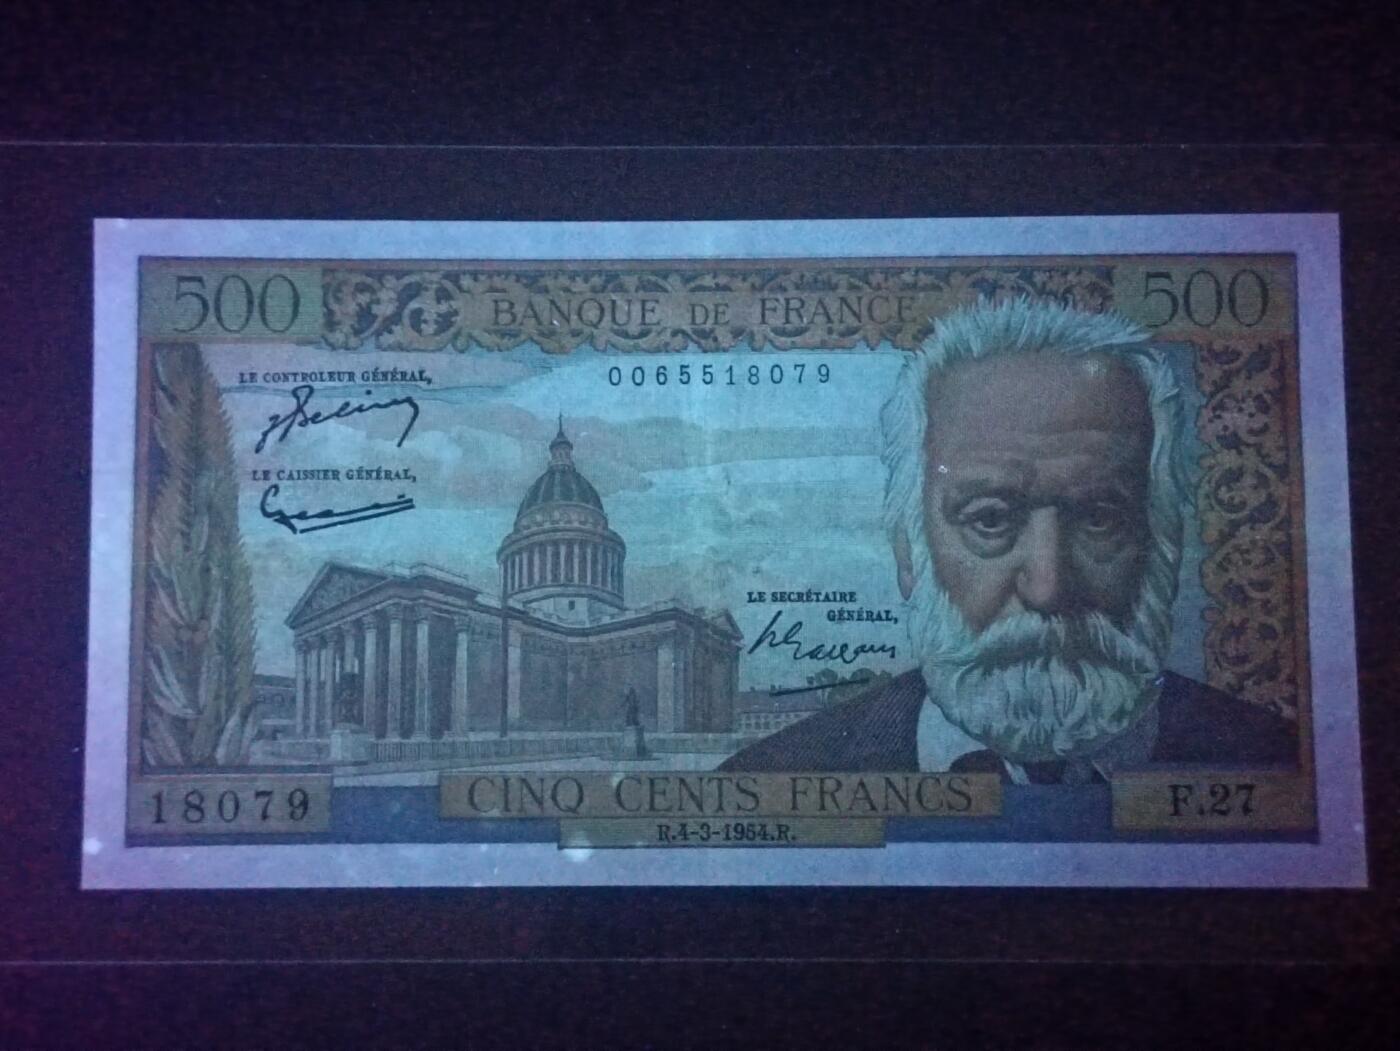 500 BANQUE DE FRANCE 500
LE CONTROLEUR GÉNÉRAL,
0065518079
LE CAISSIER GÉNÉRAL,
LE SECRÉTAIRE
GÉNÉRAL,
18079
CINQ CENTS FRANCS
F.27
R.4-3-1954.R.